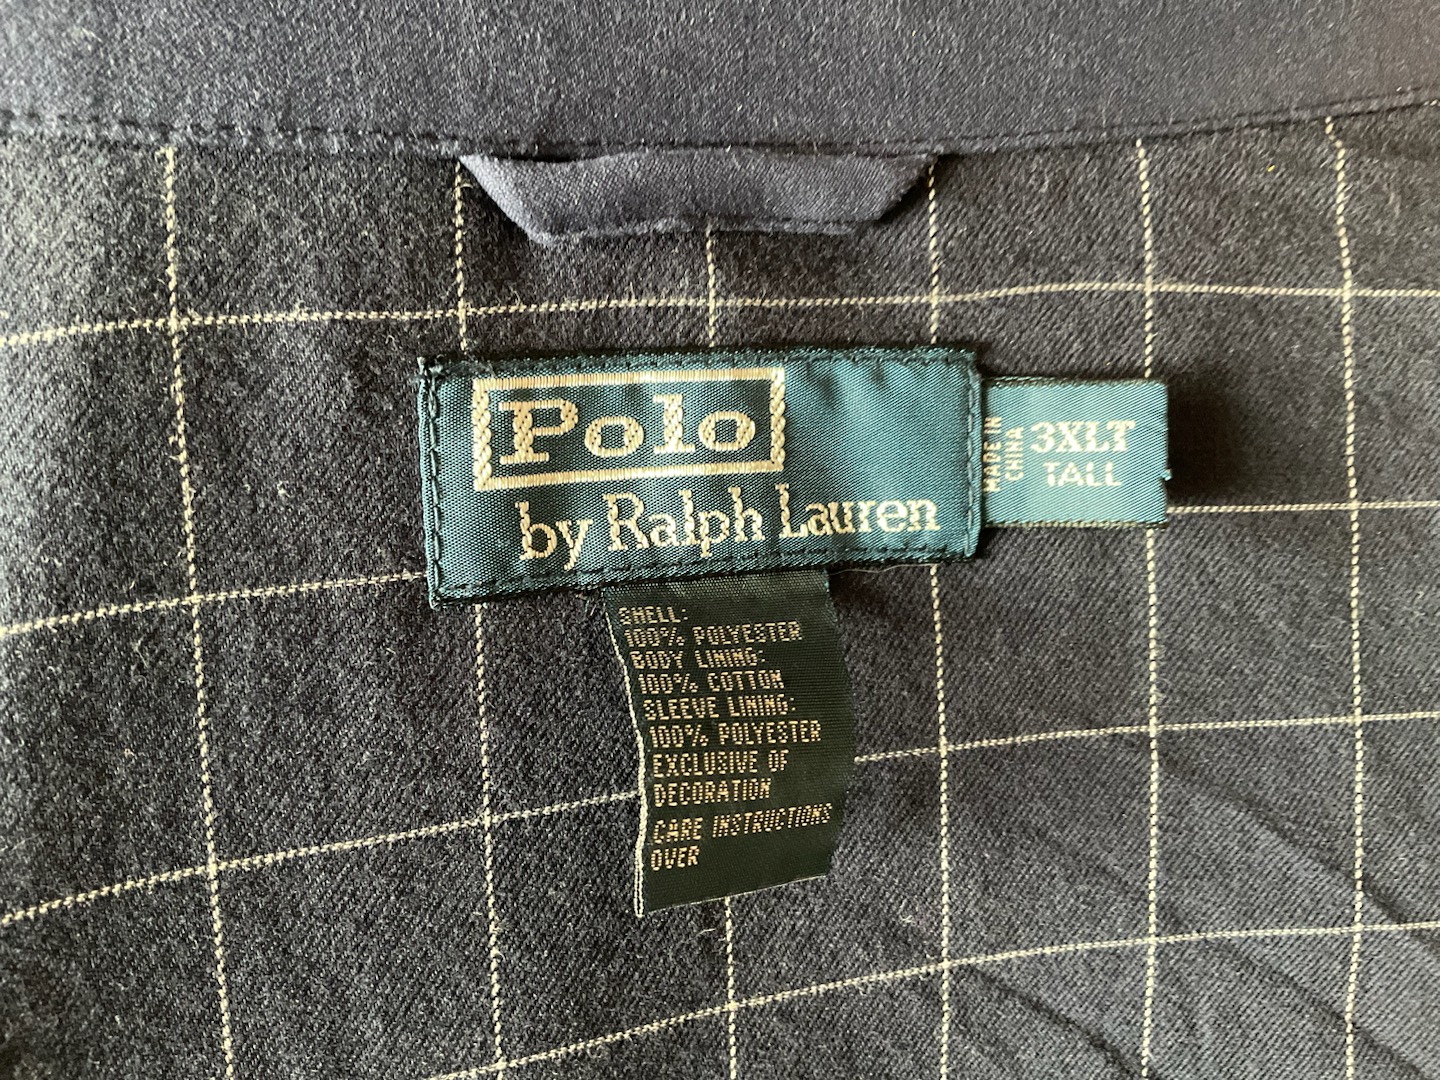 Polo
by Ralph Lauren
MADE IN
CHINA
3XLT
TALL
SHELL:
100% POLYESTER
BODY LINING:
100% COTTON
SLEEVE LINING:
100% POLYESTER
EXCLUSIVE OF
DECORATION
CARE INSTRUCTIONS
OVER